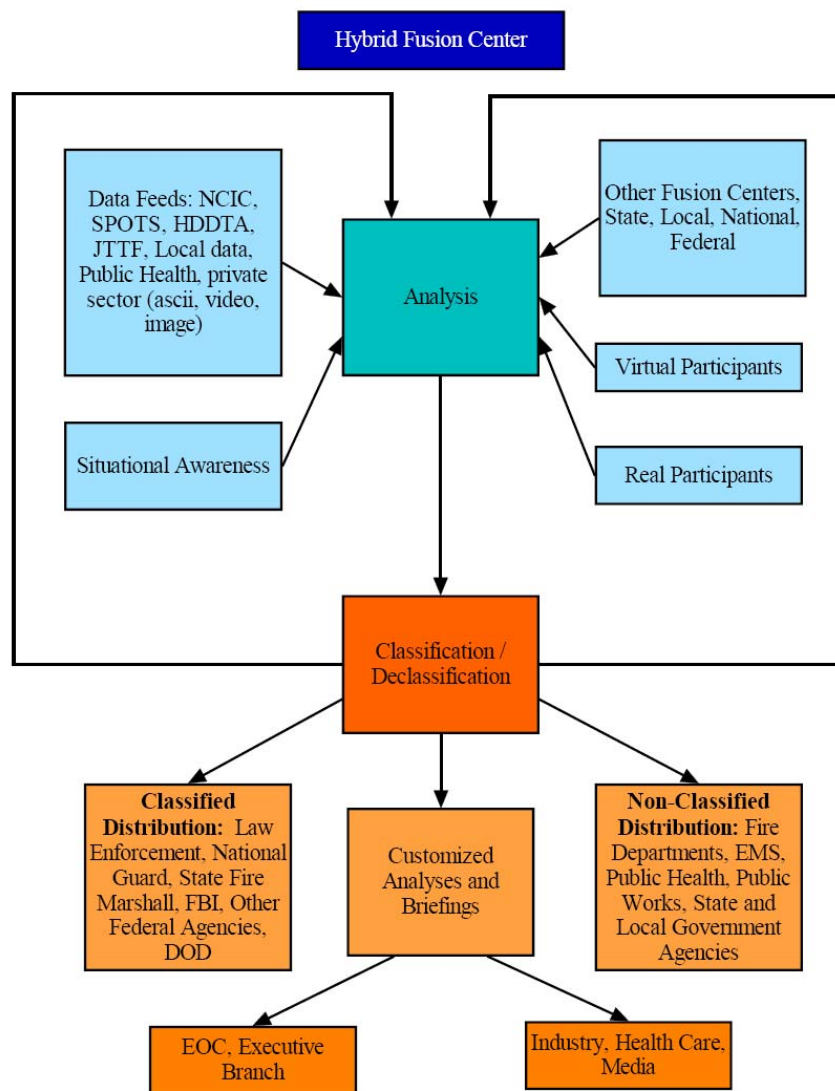 Hybrid Fusion Center
Data Feeds: NCIC,
SPOTS, HDDTA,
JTTF, Local data,
Public Health, private
sector (ascii, video,
image)
Other Fusion Centers,
State, Local, National,
Federal
Analysis
Virtual Participants
Situational Awareness
Real Participants
Classification /
Declassification
Classified
Distribution: Law
Enforcement, National
Guard, State Fire
Marshall, FBI, Other
Federal Agencies,
DOD
Customized
Analyses and
Briefings
Non-Classified
Distribution: Fire
Departments, EMS,
Public Health, Public
Works, State and
Local Government
Agencies
EOC, Executive
Branch
Industry, Health Care,
Media